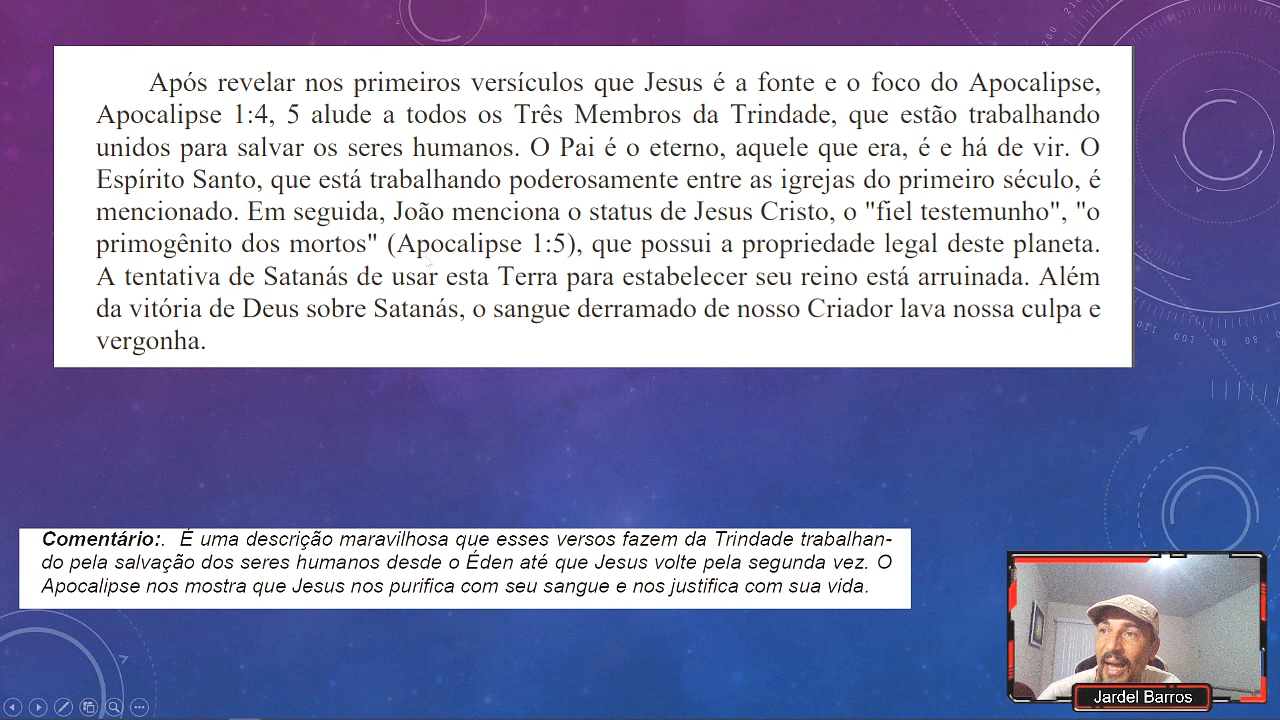 Após revelar nos primeiros versículos que Jesus é a fonte e o foco do Apocalipse,
Apocalipse 1:4, 5 alude a todos os Três Membros da Trindade, que estão trabalhando
unidos para salvar os seres humanos. O Pai é o eterno, aquele que era, é e há de vir. O
Espírito Santo, que está trabalhando poderosamente entre as igrejas do primeiro século, é
mencionado. Em seguida, João menciona o status de Jesus Cristo, o "fiel testemunho", "o
primogênito dos mortos" (Apocalipse 1:5), que possui a propriedade legal deste planeta.
A tentativa de Satanás de usar esta Terra para estabelecer seu reino está arruinada. Além
da vitória de Deus sobre Satanás, o sangue derramado de nosso Criador lava nossa culpa e
vergonha.
Comentário:. É uma descrição maravilhosa que esses versos fazem da Trindade trabalhan-
do pela salvação dos seres humanos desde o Éden até que Jesus volte pela segunda vez. O
Apocalipse nos mostra que Jesus nos purifica com seu sangue e nos justifica com sua vida.
Jardel Barros